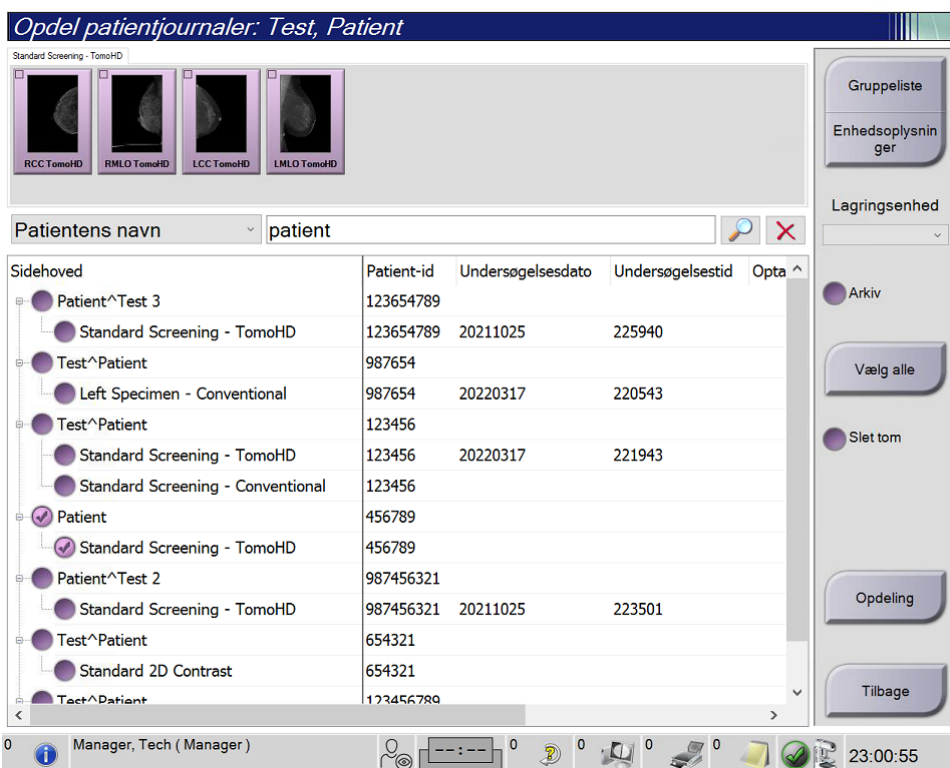 Opdel patientjournaler: Test, Patient
Standard Screening - TomoHD
RCC TomoHD RMLO TomoHD LCC TomoHD LMLO TomoHD
Gruppeliste
Enhedsoplysnin
ger
Lagringsenhed
Patientens navn patient
Sidehoved Patient-id Undersøgelsesdato Undersøgelsestid Opta
Patient^Test 3 123654789
Arkiv
Standard Screening - TomoHD 123654789 20211025 225940
Test^Patient 987654
Vælg alle
Left Specimen - Conventional 987654 20220317 220543
Test^Patient 123456
Slet tom
Standard Screening - TomoHD 123456 20220317 221943
Standard Screening - Conventional 123456
Patient 456789
Standard Screening - TomoHD 456789
Patient^Test 2 987456321
Opdeling
Standard Screening - TomoHD 987456321 20211025 223501
Test^Patient 654321
Standard 2D Contrast 654321
Tilbage
Test^Patient 123456789
0 Manager, Tech ( Manager ) --:-- 0 0 0 0 23:00:55